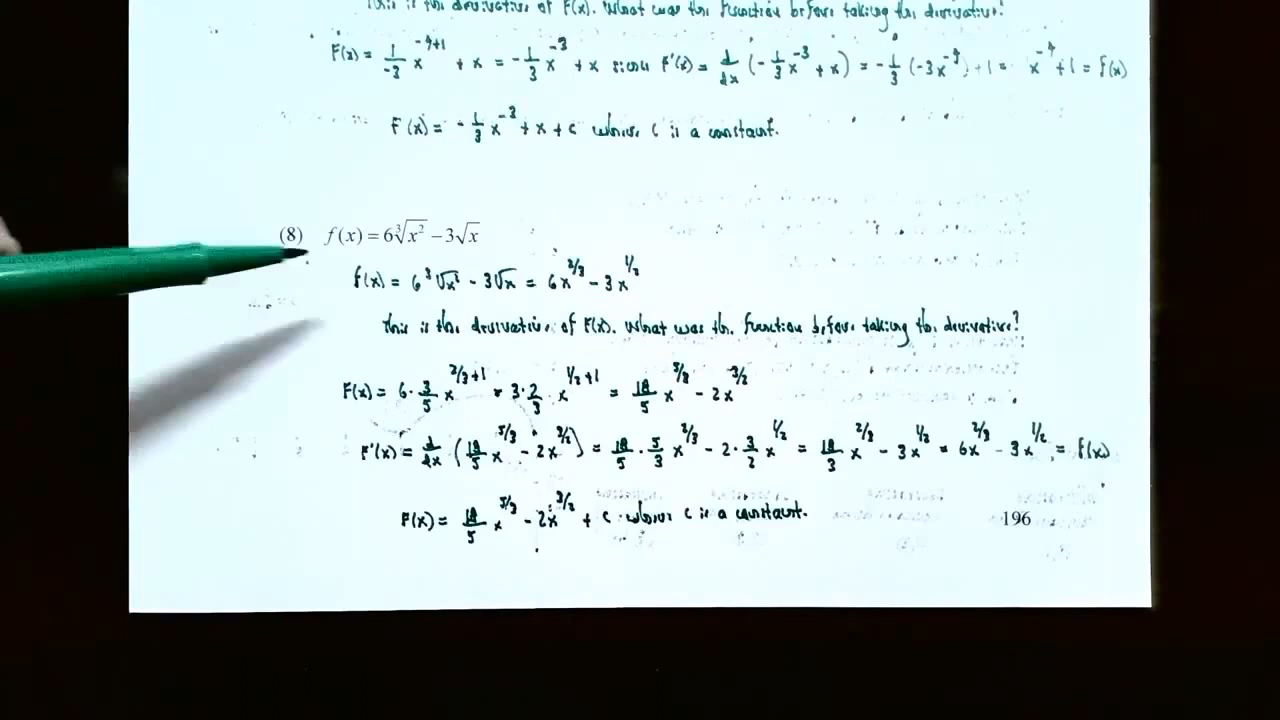 This is the derivative of F(x). What was the function before taking the derivative?
F(x) = 1/-3 x^-4+1 + x = -1/3 x^-3 + x since F'(x) = d/dx (-1/3 x^-3 + x) = -1/3 (-3x^-4) + 1 = x^-4 + 1 = f(x)
F(x) = -1/3 x^-3 + x + c where c is a constant.
(8) f(x) = 6∛x² − 3√x
f(x) = 6 ∛x² - 3√x = 6x^2/3 - 3x^1/2
This is the derivative of F(x). What was the function before taking the derivative?
F(x) = 6 · 3/5 x^2/3+1 - 3 · 2/3 x^1/2+1 = 18/5 x^5/3 - 2x^3/2
F'(x) = d/dx (18/5 x^5/3 - 2x^3/2) = 18/5 · 5/3 x^2/3 - 2 · 3/2 x^1/2 = 18/3 x^2/3 - 3x^1/2 = 6x^2/3 - 3x^1/2 = f(x)
F(x) = 18/5 x^5/3 - 2x^3/2 + c where c is a constant.
196